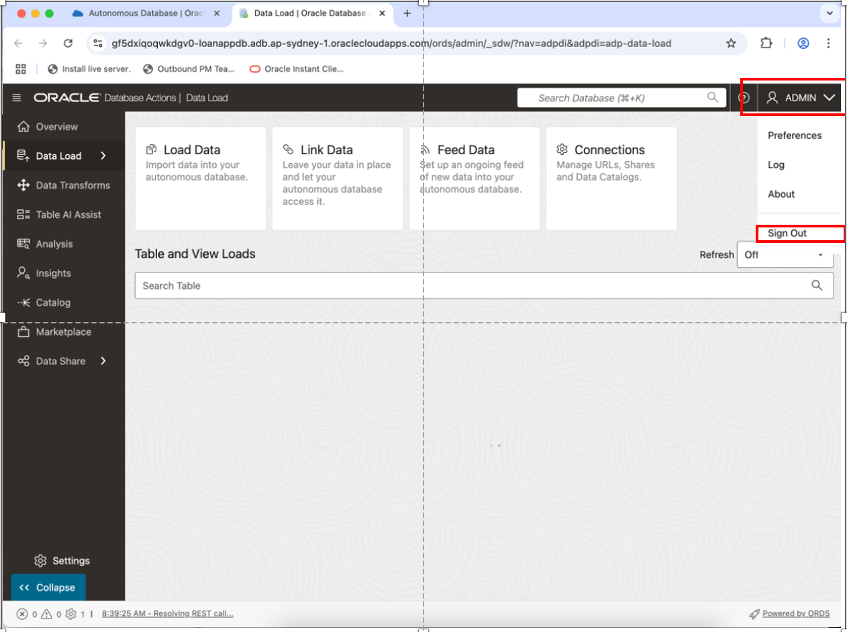 Autonomous Database | Orac
Data Load | Oracle Database
gf5dxiqoqwkdgv0-loanappdb.adb.ap-sydney-1.oraclecloudapps.com/ords/admin/_sdw/?nav=adpdi&adpdi=adp-data-load
Install live server.
Outbound PM Tea...
Oracle Instant Clie...
ORACLE Database Actions | Data Load
Search Database (⌘+K)
ADMIN
Overview
Data Load
Data Transforms
Table AI Assist
Analysis
Insights
Catalog
Marketplace
Data Share
Settings
Collapse
Load Data
Import data into your
autonomous database.
Link Data
Leave your data in place
and let your
autonomous database
access it.
Feed Data
Set up an ongoing feed
of new data into your
autonomous database.
Connections
Manage URLs, Shares
and Data Catalogs.
Preferences
Log
About
Sign Out
Table and View Loads
Refresh
Off
Search Table
0 0 1 | 8:39:25 AM - Resolving REST call...
Powered by ORDS